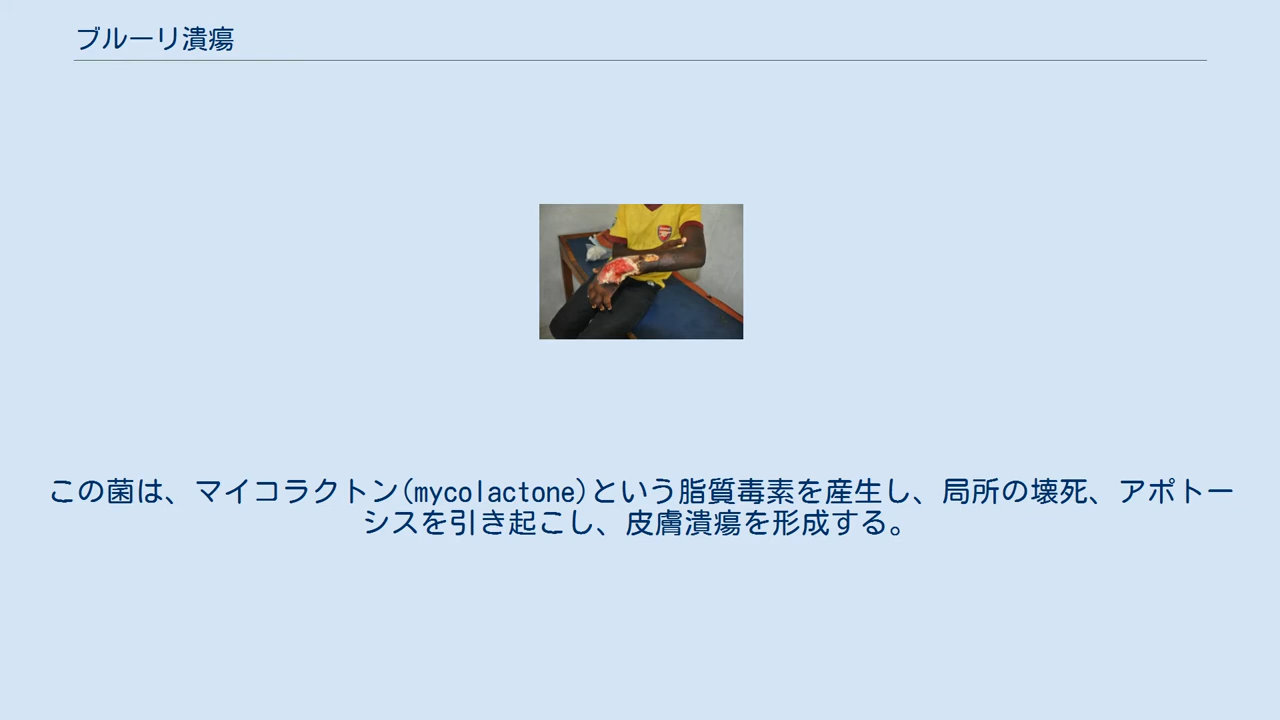 ブルーリ潰瘍
この菌は、マイコラクトン(mycolactone)という脂質毒素を産生し、局所の壊死、アポトー
シスを引き起こし、皮膚潰瘍を形成する。